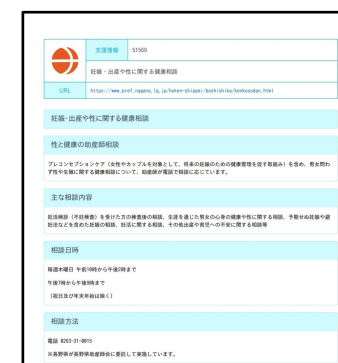 支援情報 51569
妊娠・出産や性に関する健康相談
URL https://www.pref.nagano.lg.jp/hoken-shippei/boshishika/kenkosodan.html
妊娠・出産や性に関する健康相談
性と健康の助産師相談
プレコンセプションケア（女性やカップルを対象として、将来の妊娠のための健康管理を促す取組み）を含め、男女問わ
ず性や生殖に関する健康相談について、助産師が電話で相談に応じています。
主な相談内容
妊活検診（不妊検査）を受けた方の検査後の相談、生涯を通じた男女の心身の健康や性に関する相談、予期せぬ妊娠や避
妊法などを含めた妊娠の相談、妊活に関する相談、その他出産や育児への不安に関する相談等
相談日時
毎週木曜日 午前10時から午後2時まで
午後7時から午後9時まで
（祝日及び年末年始は除く）
相談方法
電話 0263-31-0015
※長野県が長野県助産師会に委託して実施しています。